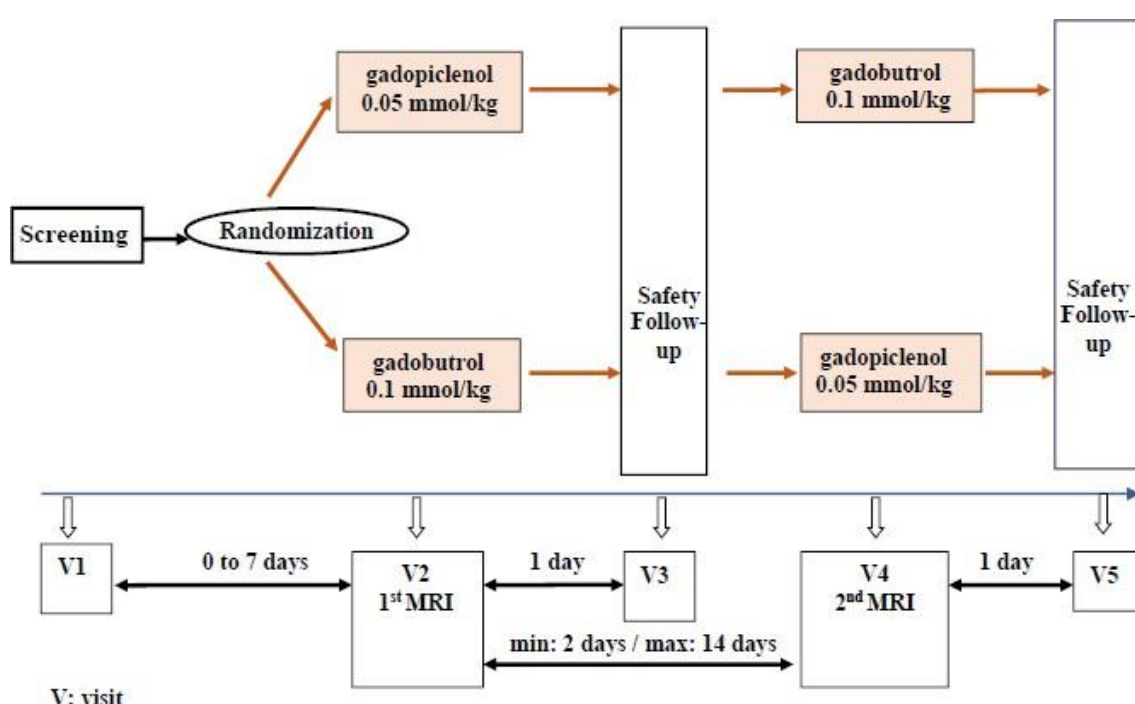 gadopiclenol
0.05 mmol/kg
gadobutrol
0.1 mmol/kg
Screening
Randomization
Safety
Follow-
up
Safety
Follow-
up
gadobutrol
0.1 mmol/kg
gadopiclenol
0.05 mmol/kg
V1
0 to 7 days
V2
1st MRI
1 day
V3
V4
2nd MRI
1 day
V5
min: 2 days / max: 14 days
V: visit